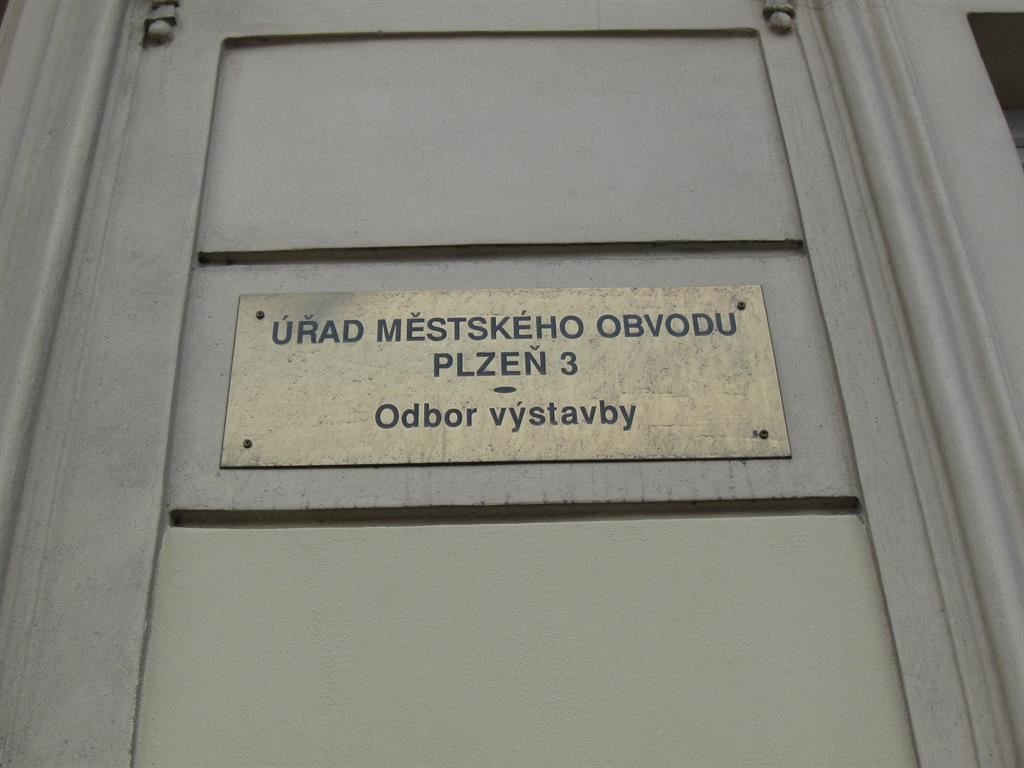 ÚŘAD MĚSTSKÉHO OBVODU
PLZEŇ 3
Odbor výstavby